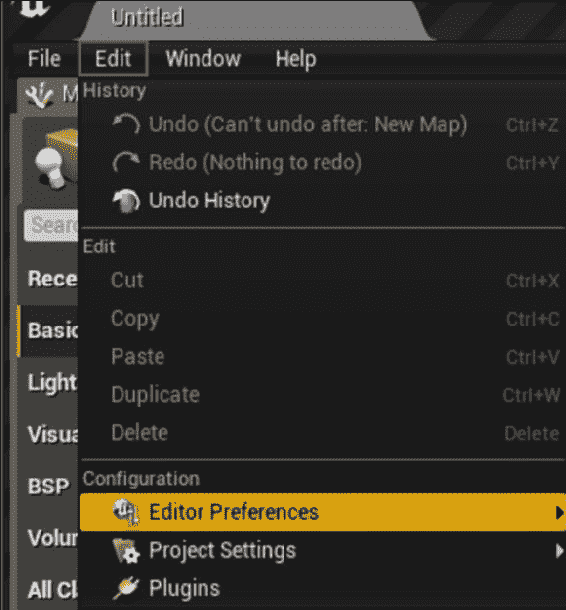 Untitled
File Edit Window Help
M
History
Undo (Can't undo after: New Map) Ctrl+Z
Redo (Nothing to redo) Ctrl+Y
Undo History
Sear
Edit
Rece
Cut Ctrl+X
Copy Ctrl+C
Basic
Paste Ctrl+V
Light
Duplicate Ctrl+W
Visua
Delete Delete
Configuration
BSP
Editor Preferences
Volur
Project Settings
All Cl
Plugins